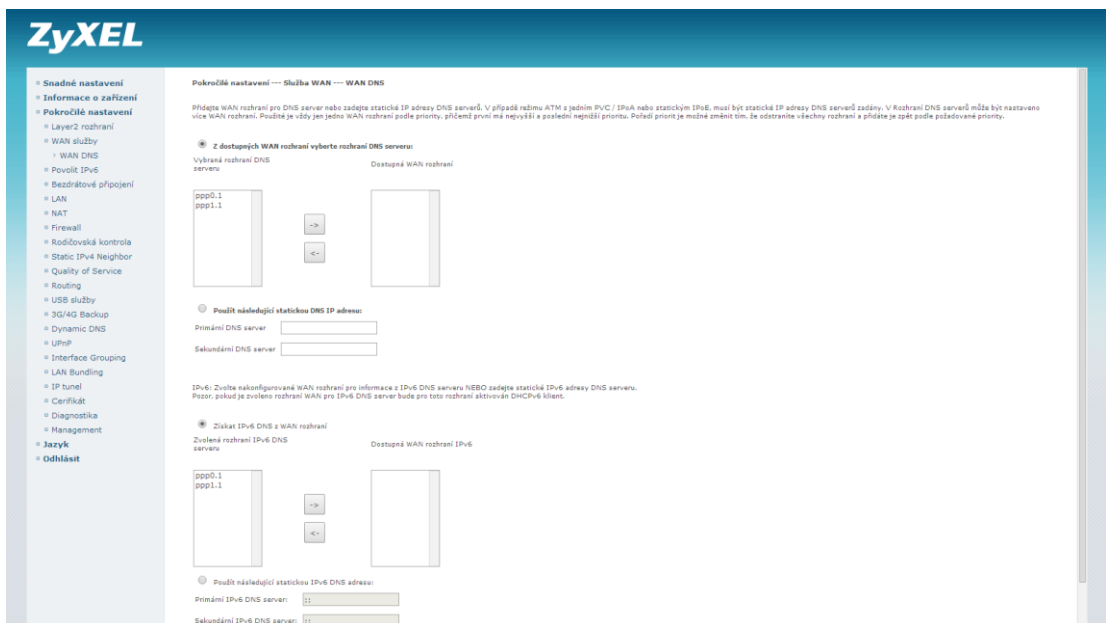 ZyXEL
Snadné nastavení
Informace o zařízení
Pokročilé nastavení
Layer2 rozhraní
WAN služby
WAN DNS
Povolit IPv6
Bezdrátové připojení
LAN
NAT
Firewall
Rodičovská kontrola
Static IPv4 Neighbor
Quality of Service
Routing
USB služby
3G/4G Backup
Dynamic DNS
UPnP
Interface Grouping
LAN Bundling
IP tunel
Cerifikát
Diagnostika
Management
Jazyk
Odhlásit
Pokročilé nastavení --- Služba WAN --- WAN DNS
Přidejte WAN rozhraní pro DNS server nebo zadejte statické IP adresy DNS serverů. V případě režimu ATM s jedním PVC / IPoA nebo statickým IPoE, musí být statické IP adresy DNS serverů zadány. V Rozhraní DNS serverů může být nastaveno
více WAN rozhraní. Použité je vždy jen jedno WAN rozhraní podle priority, přičemž první má nejvyšší a poslední nejnižší prioritu. Pořadí priorit je možné změnit tím, že odstraníte všechny rozhraní a přidáte je zpět podle požadované priority.
Z dostupných WAN rozhraní vyberte rozhraní DNS serveru:
Vybraná rozhraní DNS
serveru
Dostupná WAN rozhraní
ppp0.1
ppp1.1
->
<-
Použít následující statickou DNS IP adresu:
Primární DNS server
Sekundární DNS server
IPv6: Zvolte nakonfigurované WAN rozhraní pro informace z IPv6 DNS serveru NEBO zadejte statické IPv6 adresy DNS serveru.
Pozor, pokud je zvoleno rozhraní WAN pro IPv6 DNS server bude pro toto rozhraní aktivován DHCPv6 klient.
Získat IPv6 DNS z WAN rozhraní
Zvolené rozhraní IPv6 DNS
serveru
Dostupná WAN rozhraní IPv6
ppp0.1
ppp1.1
->
<-
Použít následující statickou IPv6 DNS adresu:
Primární IPv6 DNS server: ::
Sekundární IPv6 DNS server: ::